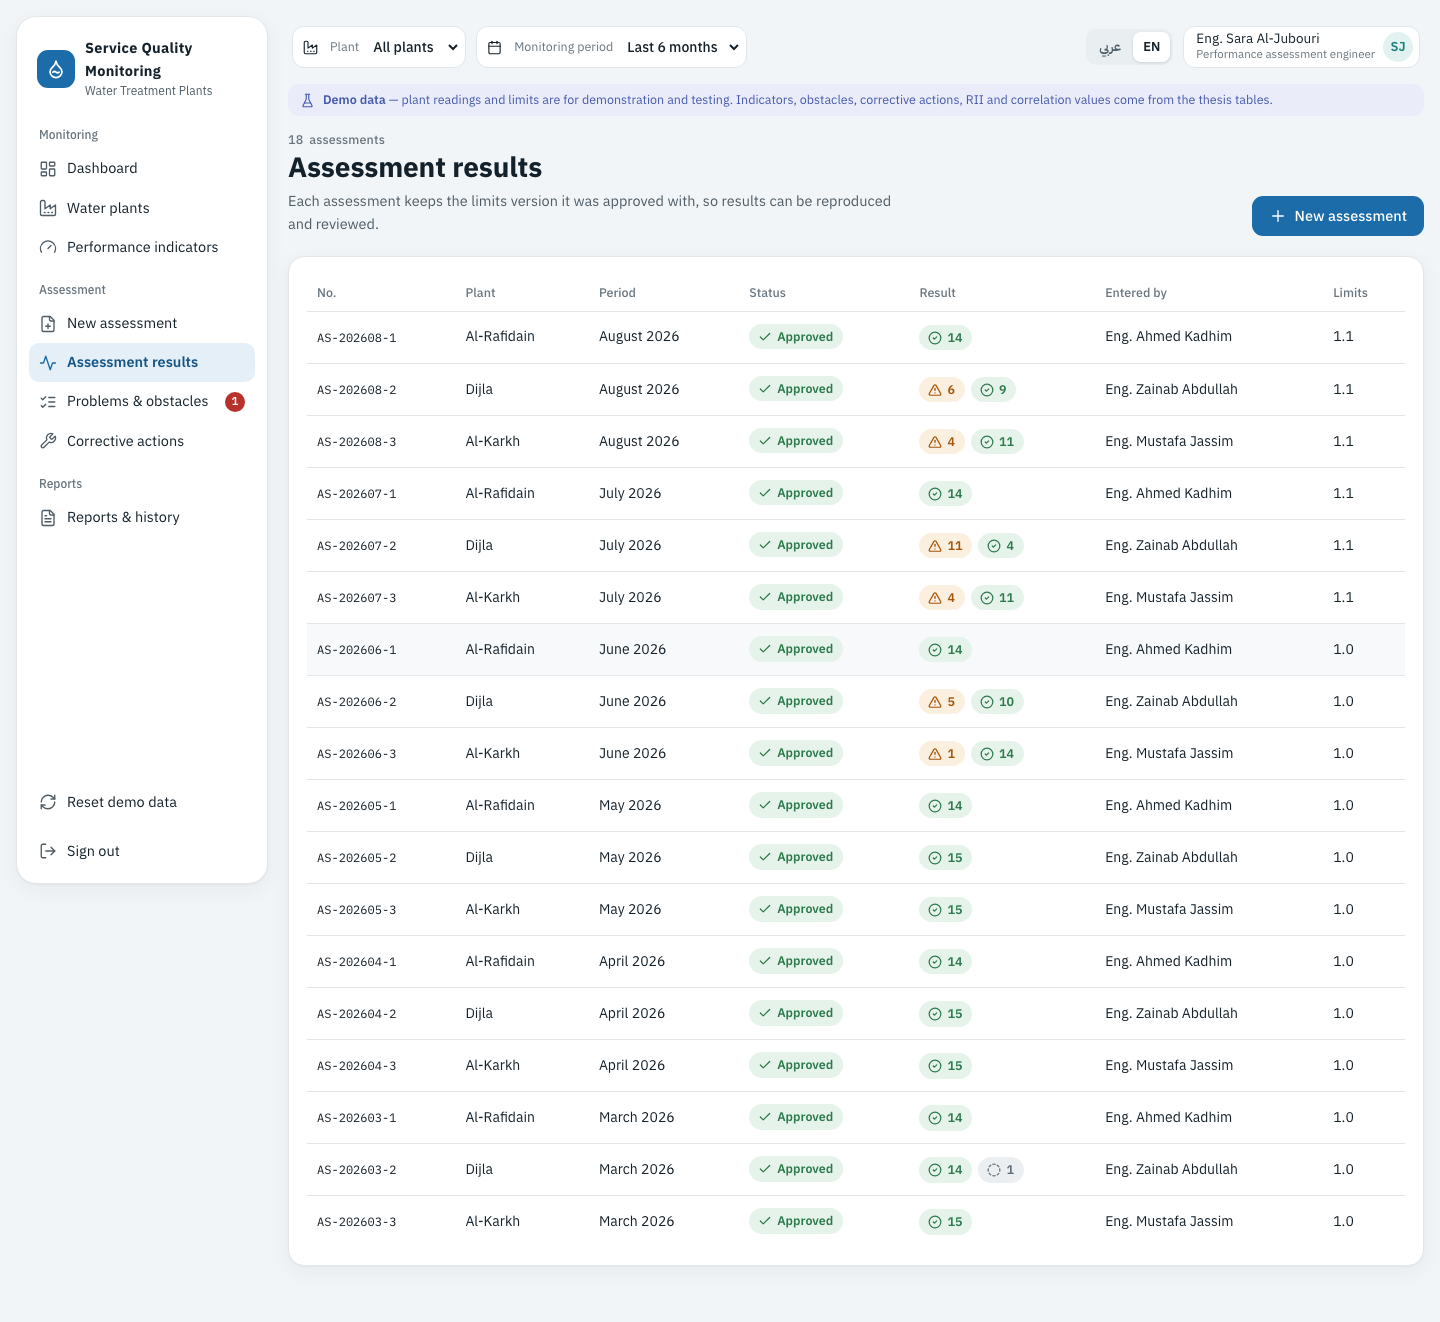 Service Quality
Monitoring
Water Treatment Plants
Monitoring
Dashboard
Water plants
Performance indicators
Assessment
New assessment
Assessment results
Problems & obstacles 1
Corrective actions
Reports
Reports & history
Reset demo data
Sign out
Plant All plants
Monitoring period Last 6 months
عربي EN
Eng. Sara Al-Jubouri
Performance assessment engineer
SJ
Demo data — plant readings and limits are for demonstration and testing. Indicators, obstacles, corrective actions, RII and correlation values come from the thesis tables.
18 assessments
Assessment results
Each assessment keeps the limits version it was approved with, so results can be reproduced
and reviewed.
New assessment
No. Plant Period Status Result Entered by Limits
AS-202608-1 Al-Rafidain August 2026 Approved 14 Eng. Ahmed Kadhim 1.1
AS-202608-2 Dijla August 2026 Approved 6 9 Eng. Zainab Abdullah 1.1
AS-202608-3 Al-Karkh August 2026 Approved 4 11 Eng. Mustafa Jassim 1.1
AS-202607-1 Al-Rafidain July 2026 Approved 14 Eng. Ahmed Kadhim 1.1
AS-202607-2 Dijla July 2026 Approved 11 4 Eng. Zainab Abdullah 1.1
AS-202607-3 Al-Karkh July 2026 Approved 4 11 Eng. Mustafa Jassim 1.1
AS-202606-1 Al-Rafidain June 2026 Approved 14 Eng. Ahmed Kadhim 1.0
AS-202606-2 Dijla June 2026 Approved 5 10 Eng. Zainab Abdullah 1.0
AS-202606-3 Al-Karkh June 2026 Approved 1 14 Eng. Mustafa Jassim 1.0
AS-202605-1 Al-Rafidain May 2026 Approved 14 Eng. Ahmed Kadhim 1.0
AS-202605-2 Dijla May 2026 Approved 15 Eng. Zainab Abdullah 1.0
AS-202605-3 Al-Karkh May 2026 Approved 15 Eng. Mustafa Jassim 1.0
AS-202604-1 Al-Rafidain April 2026 Approved 14 Eng. Ahmed Kadhim 1.0
AS-202604-2 Dijla April 2026 Approved 15 Eng. Zainab Abdullah 1.0
AS-202604-3 Al-Karkh April 2026 Approved 15 Eng. Mustafa Jassim 1.0
AS-202603-1 Al-Rafidain March 2026 Approved 14 Eng. Ahmed Kadhim 1.0
AS-202603-2 Dijla March 2026 Approved 14 1 Eng. Zainab Abdullah 1.0
AS-202603-3 Al-Karkh March 2026 Approved 15 Eng. Mustafa Jassim 1.0